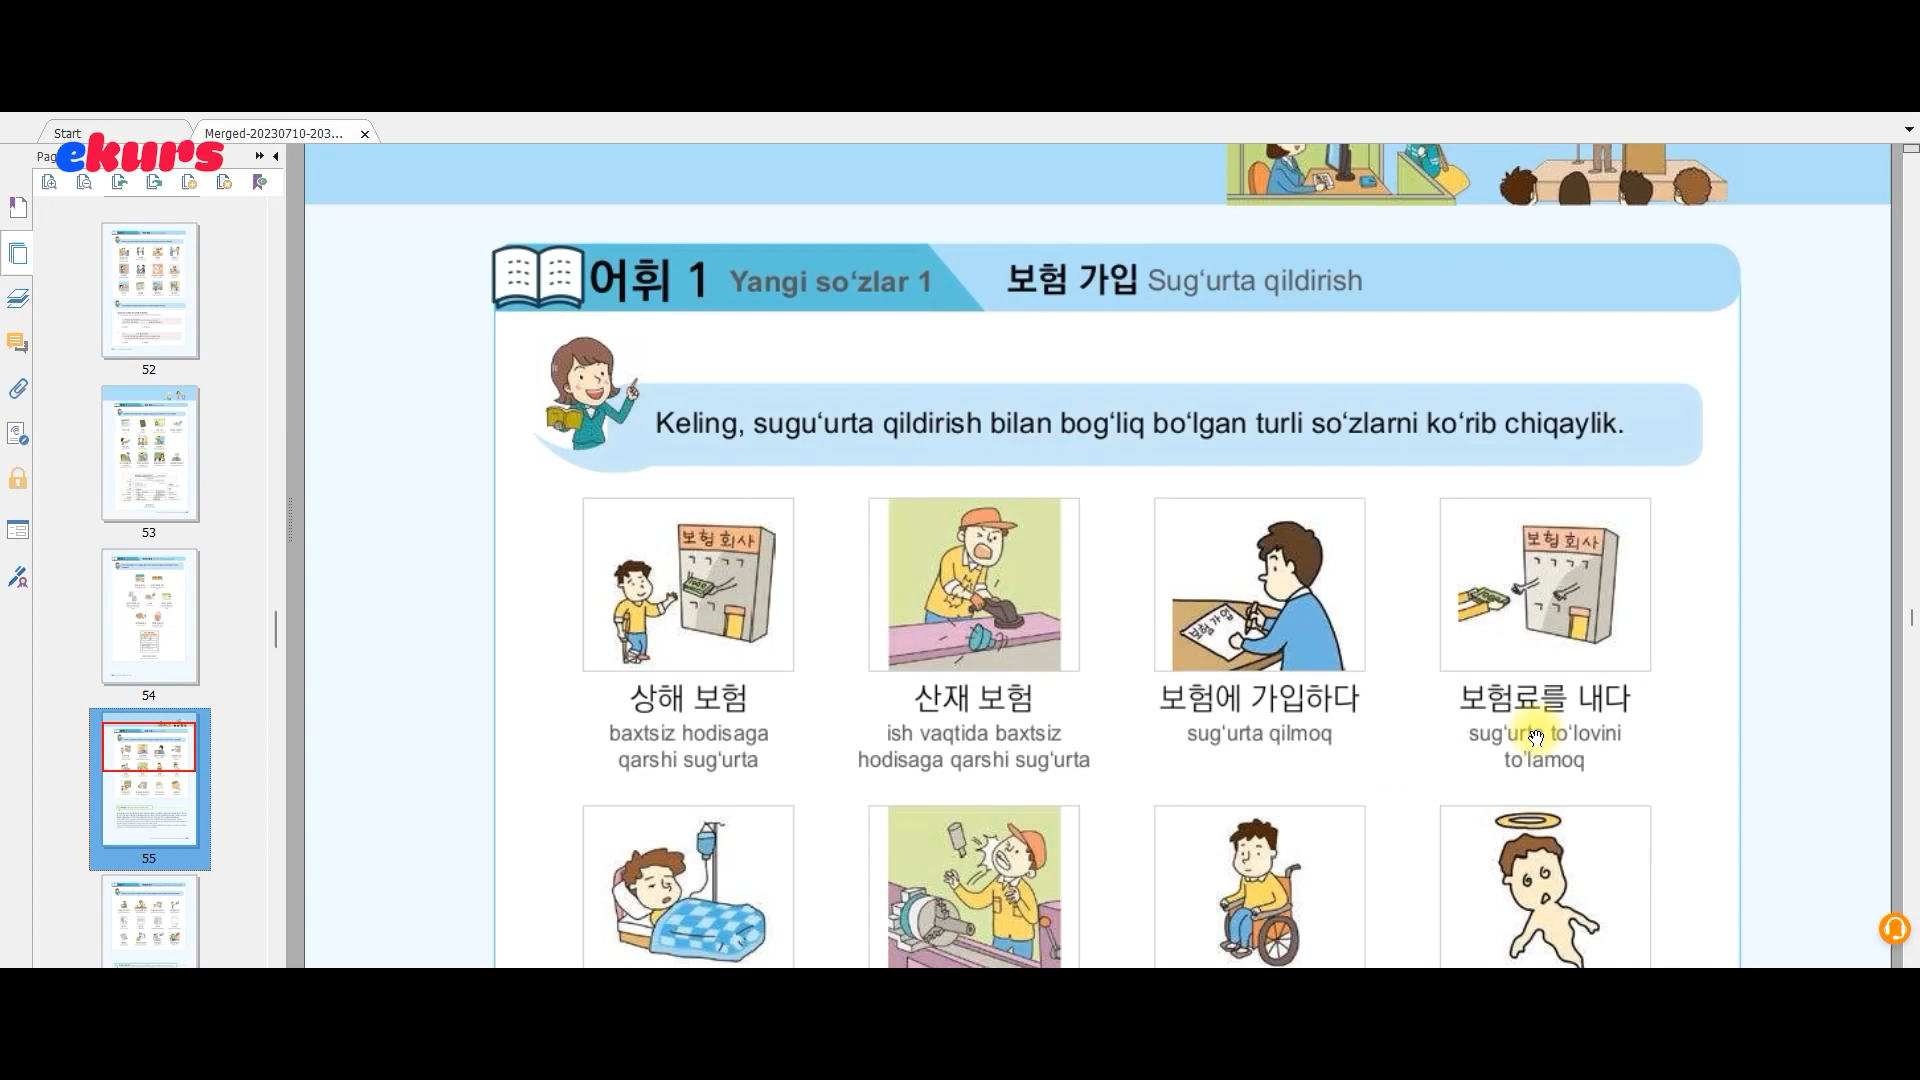 Start
Merged-20230710-203...
Pag
ekurs
52
53
54
55
어휘 1 Yangi so‘zlar 1 보험 가입 Sug‘urta qildirish
Keling, sugu‘urta qildirish bilan bog‘liq bo‘lgan turli so‘zlarni ko‘rib chiqaylik.
보험 회사
보험 가입
보험 회사
상해 보험
baxtsiz hodisaga
qarshi sug‘urta
산재 보험
ish vaqtida baxtsiz
hodisaga qarshi sug‘urta
보험에 가입하다
sug‘urta qilmoq
보험료를 내다
sug‘urta to‘lovini
to‘lamoq